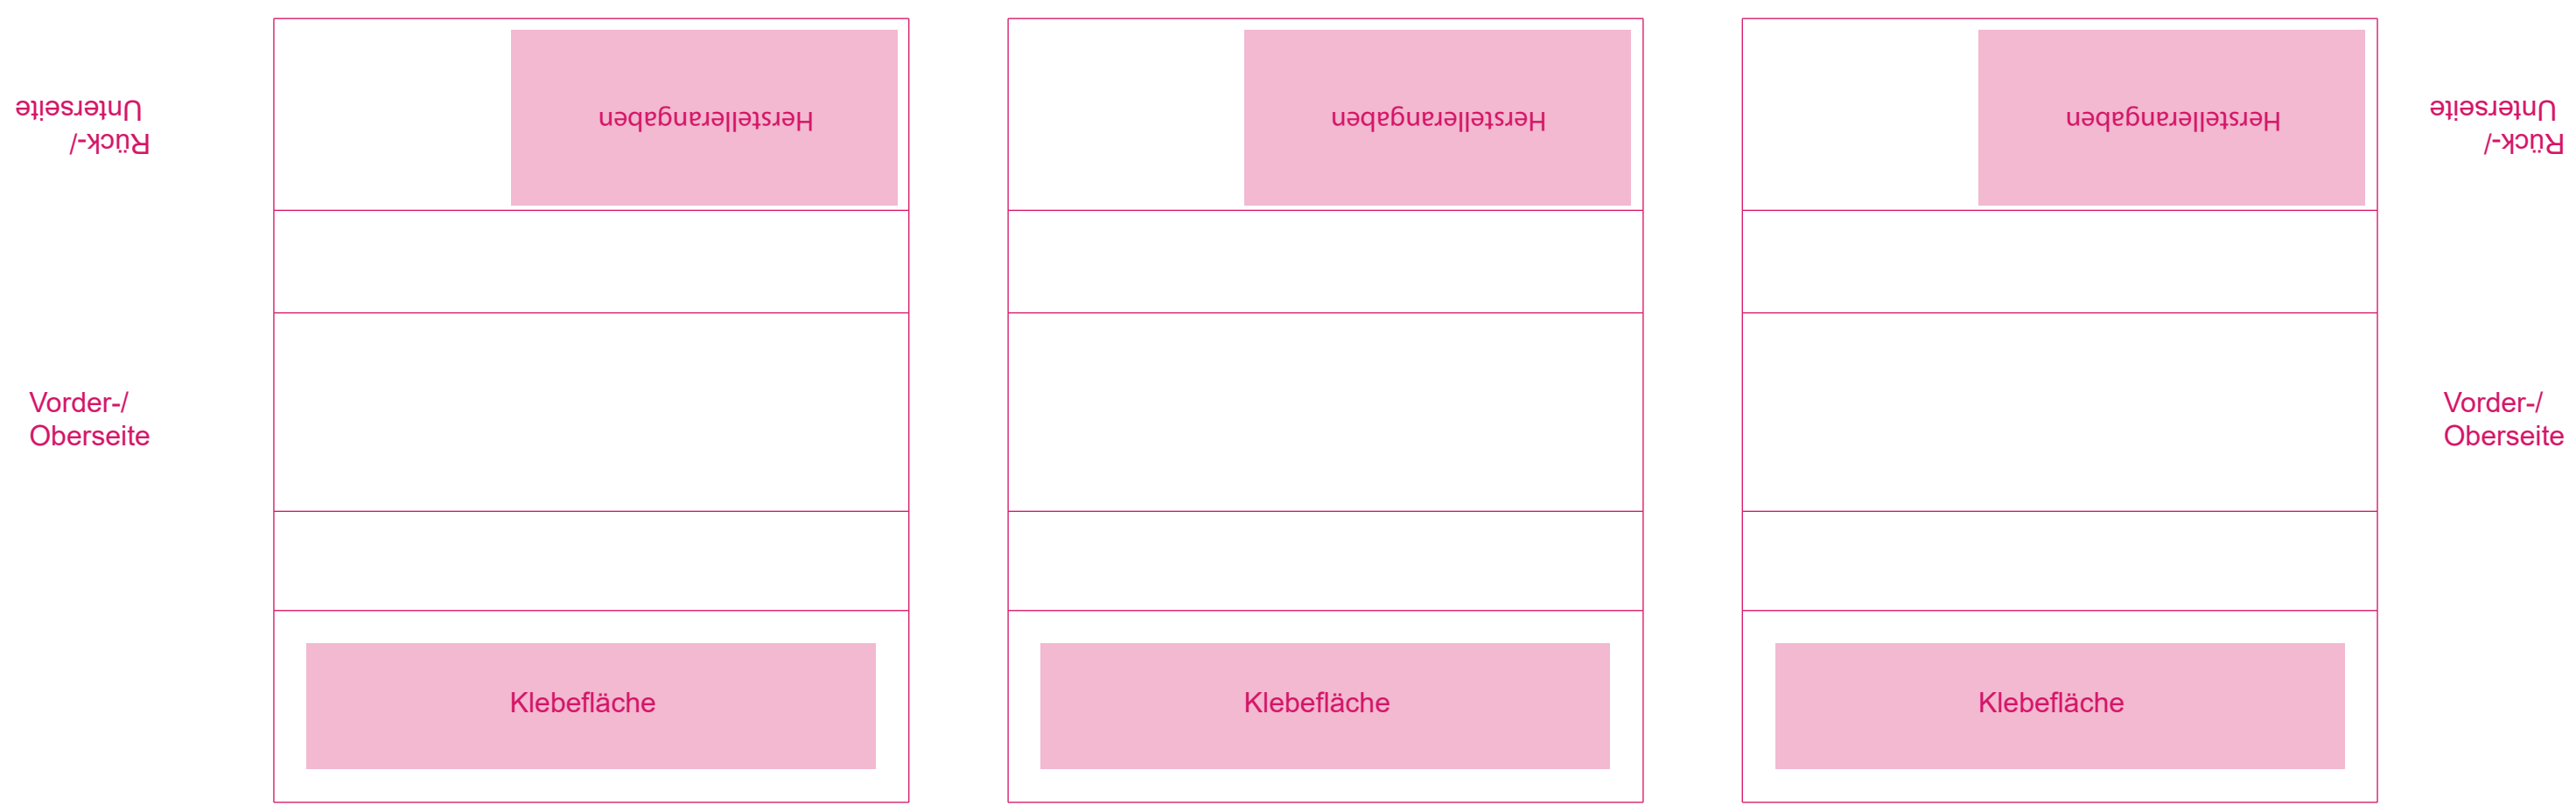 Rück-/
Unterseite
Herstellerangaben
Herstellerangaben
Herstellerangaben
Rück-/
Unterseite
Vorder-/
Oberseite
Vorder-/
Oberseite
Klebefläche
Klebefläche
Klebefläche